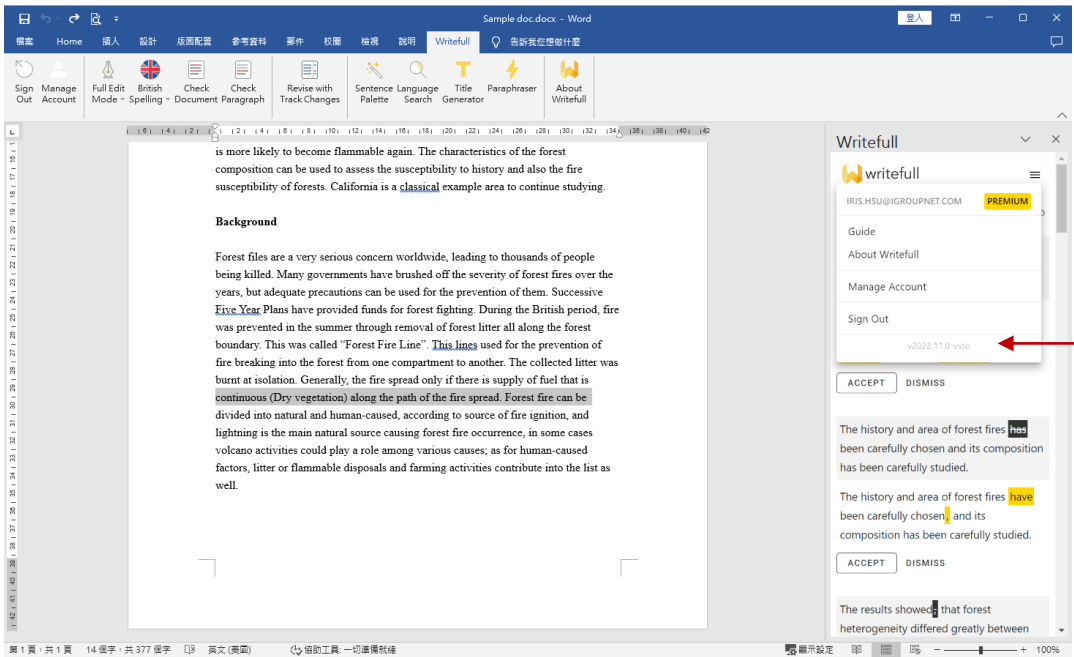 Sample doc.docx - Word
登入
檔案 Home 插入 設計 版面配置 參考資料 郵件 校閱 檢視 說明 Writefull 告訴我您想做什麼
Sign Out
Manage Account
Full Edit Mode
British Spelling
Check Document
Check Paragraph
Revise with Track Changes
Sentence Palette
Language Search
Title Generator
Paraphraser
About Writefull
is more likely to become flammable again. The characteristics of the forest
composition can be used to assess the susceptibility to history and also the fire
susceptibility of forests. California is a classical example area to continue studying.
Background
Forest files are a very serious concern worldwide, leading to thousands of people
being killed. Many governments have brushed off the severity of forest fires over the
years, but adequate precautions can be used for the prevention of them. Successive
Five Year Plans have provided funds for forest fighting. During the British period, fire
was prevented in the summer through removal of forest litter all along the forest
boundary. This was called “Forest Fire Line”. This lines used for the prevention of
fire breaking into the forest from one compartment to another. The collected litter was
burnt at isolation. Generally, the fire spread only if there is supply of fuel that is
continuous (Dry vegetation) along the path of the fire spread. Forest fire can be
divided into natural and human-caused, according to source of fire ignition, and
lightning is the main natural source causing forest fire occurrence, in some cases
volcano activities could play a role among various causes; as for human-caused
factors, litter or flammable disposals and farming activities contribute into the list as
well.
Writefull
writefull
IRIS.HSU@IGROUPNET.COM PREMIUM
Guide
About Writefull
Manage Account
Sign Out
v2022.11.0-vsto
ACCEPT DISMISS
The history and area of forest fires has
been carefully chosen and its composition
has been carefully studied.
The history and area of forest fires have
been carefully chosen, and its
composition has been carefully studied.
ACCEPT DISMISS
The results showed; that forest
heterogeneity differed greatly between
第 1 頁，共 1 頁 14 個字，共 377 個字 英文 (美國) 協助工具: 一切準備就緒 顯示設定 100%